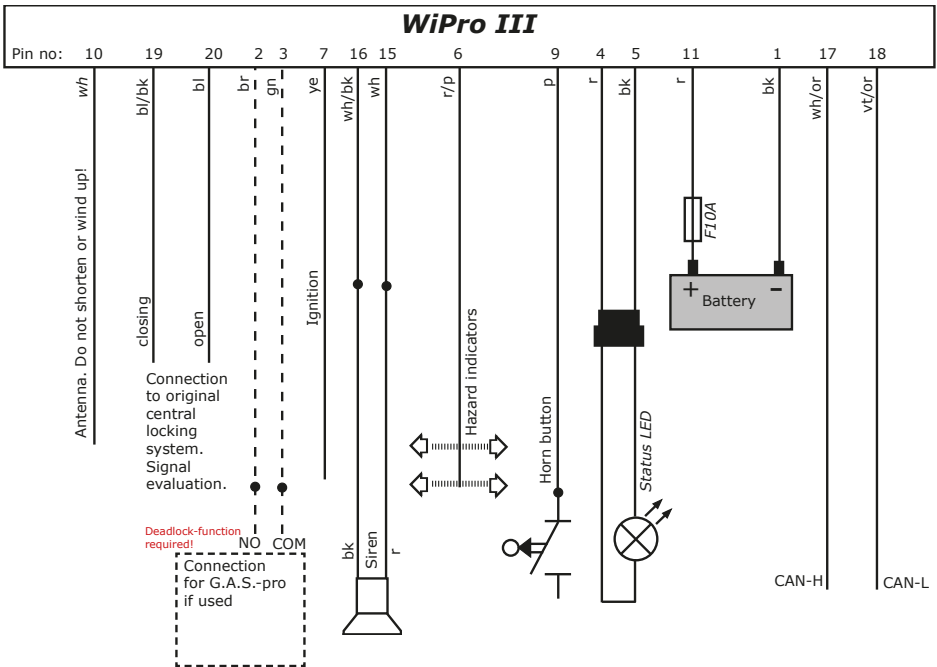 WiPro III
Pin no: 10 19 20 2 3 7 16 15 6 9 4 5 11 1 17 18
wh
bl/bk
bl
br
gn
ye
wh/bk
wh
r/p
p
r
bk
r
bk
wh/or
vt/or
Antenna. Do not shorten or wind up!
closing
open
Ignition
Hazard indicators
Horn button
Status LED
F10A
+ Battery –
Connection
to original
central
locking
system.
Signal
evaluation.
Deadlock-function
required!
NO COM
Connection
for G.A.S.-pro
if used
bk
Siren
r
CAN-H
CAN-L